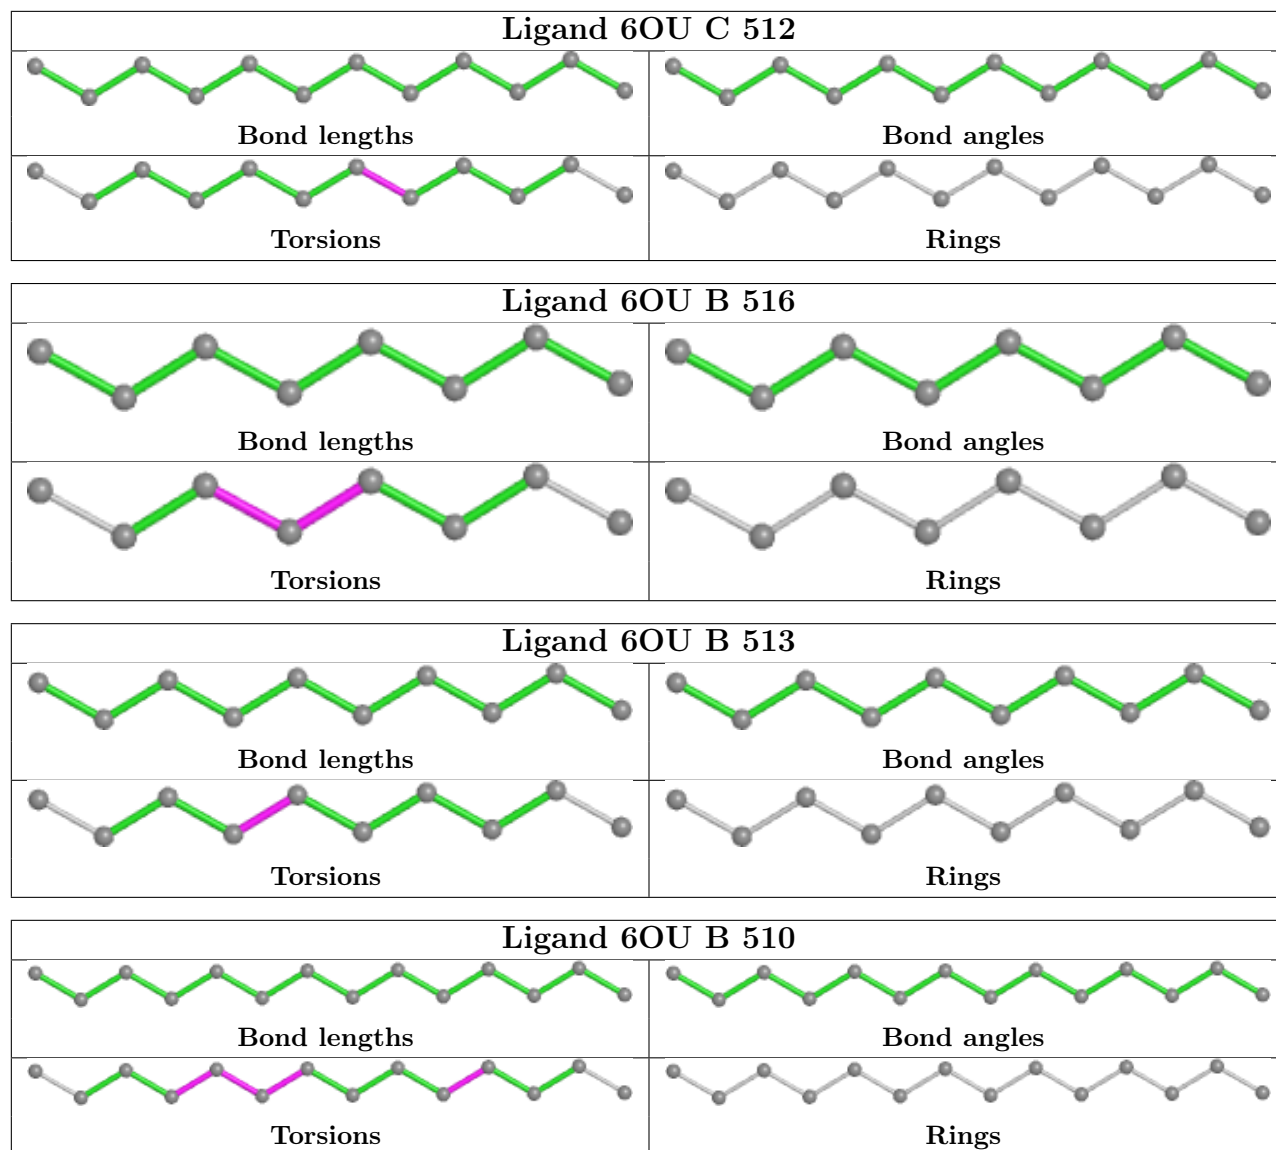 Ligand 6OU C 512
Bond lengths
Bond angles
Torsions
Rings
Ligand 6OU B 516
Bond lengths
Bond angles
Torsions
Rings
Ligand 6OU B 513
Bond lengths
Bond angles
Torsions
Rings
Ligand 6OU B 510
Bond lengths
Bond angles
Torsions
Rings